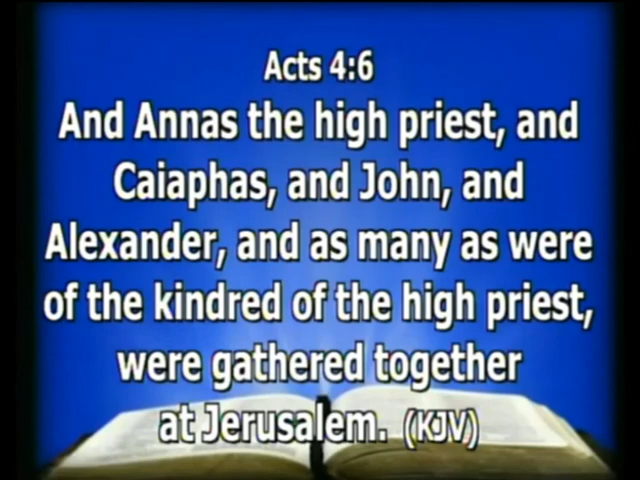 Acts 4:6
And Annas the high priest, and
Caiaphas, and John, and
Alexander, and as many as were
of the kindred of the high priest,
were gathered together
at Jerusalem. (KJV)